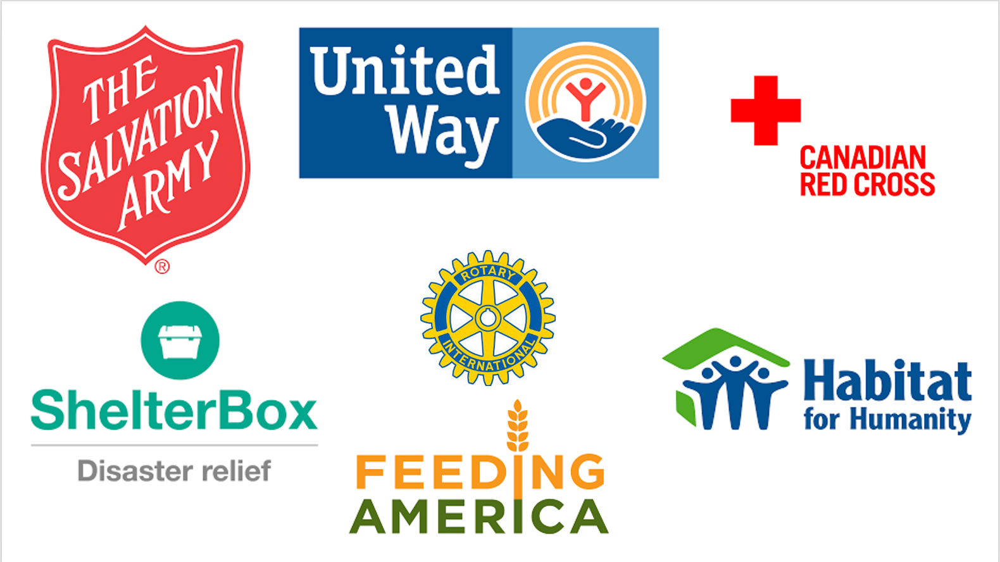 THE
SALVATION
ARMY
®
United
Way
CANADIAN
RED CROSS
ROTARY
INTERNATIONAL
ShelterBox
Disaster relief
Habitat
for Humanity
FEEDING
AMERICA